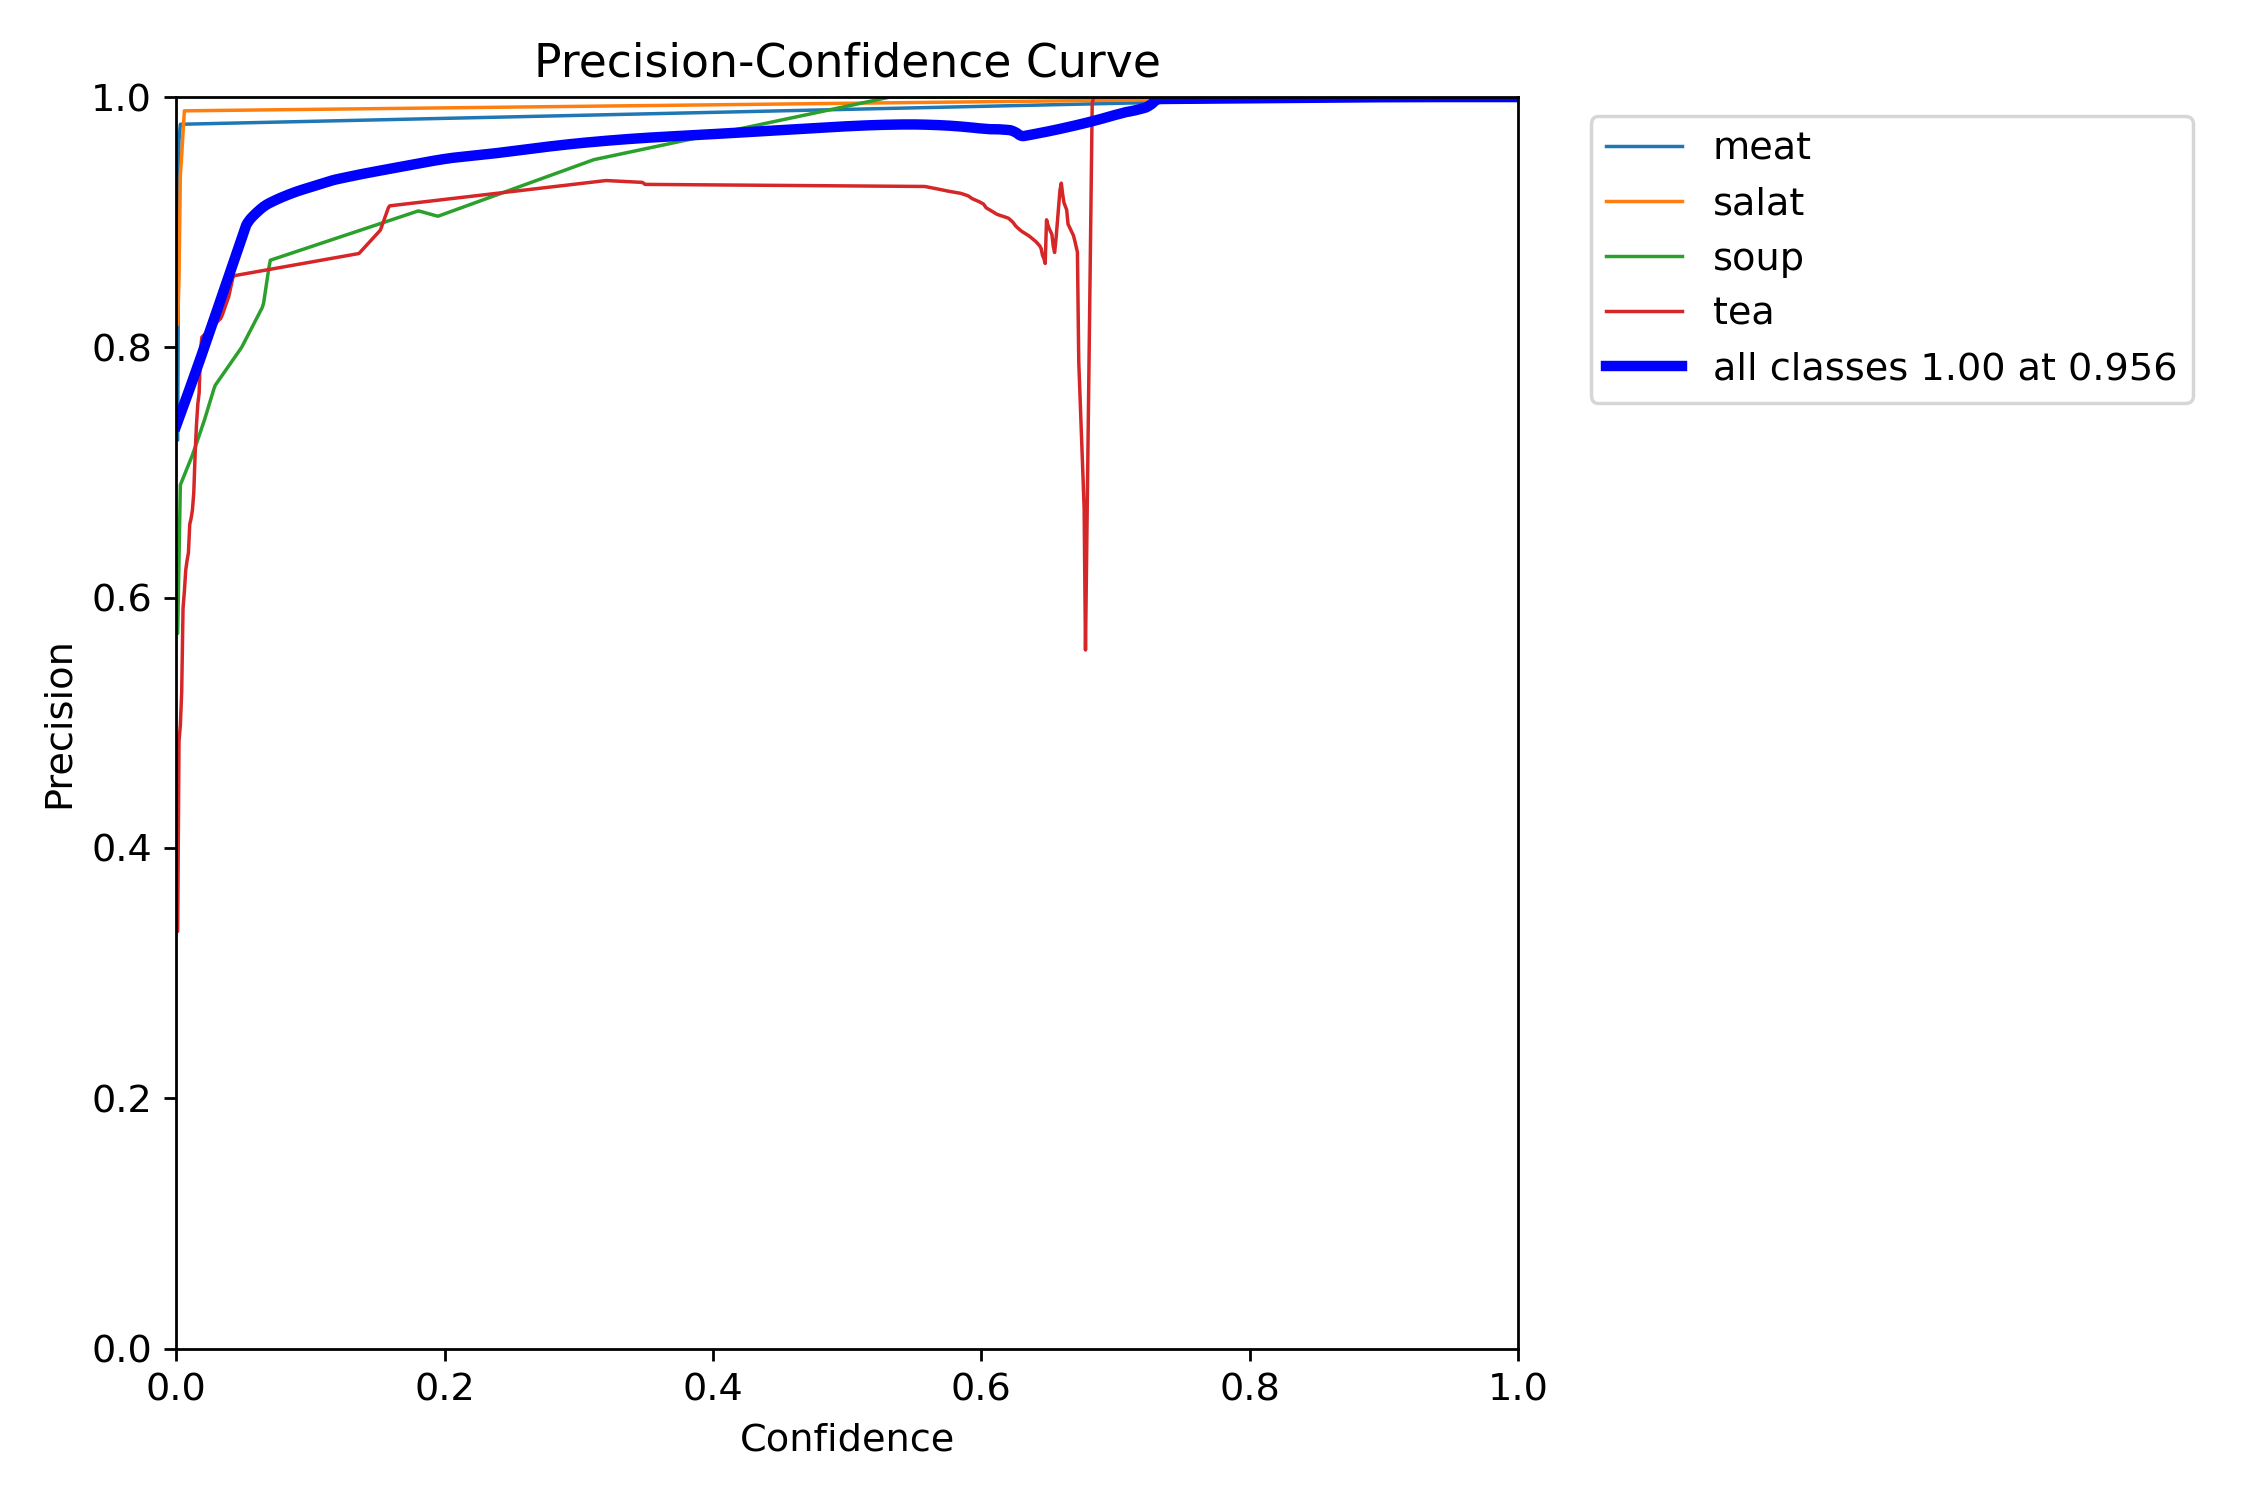 Precision-Confidence Curve
1.0
0.8
0.6
0.4
0.2
0.0
Precision
0.0 0.2 0.4 0.6 0.8 1.0
Confidence
meat
salat
soup
tea
all classes 1.00 at 0.956